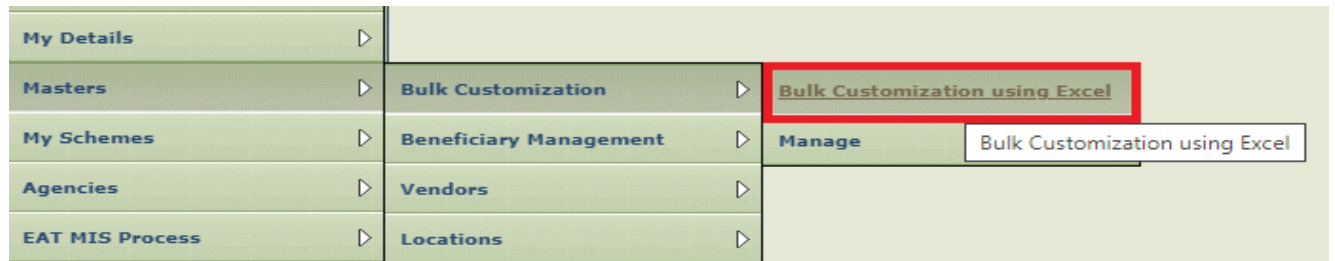 My Details
Masters
Bulk Customization
Bulk Customization using Excel
My Schemes
Beneficiary Management
Manage
Bulk Customization using Excel
Agencies
Vendors
EAT MIS Process
Locations